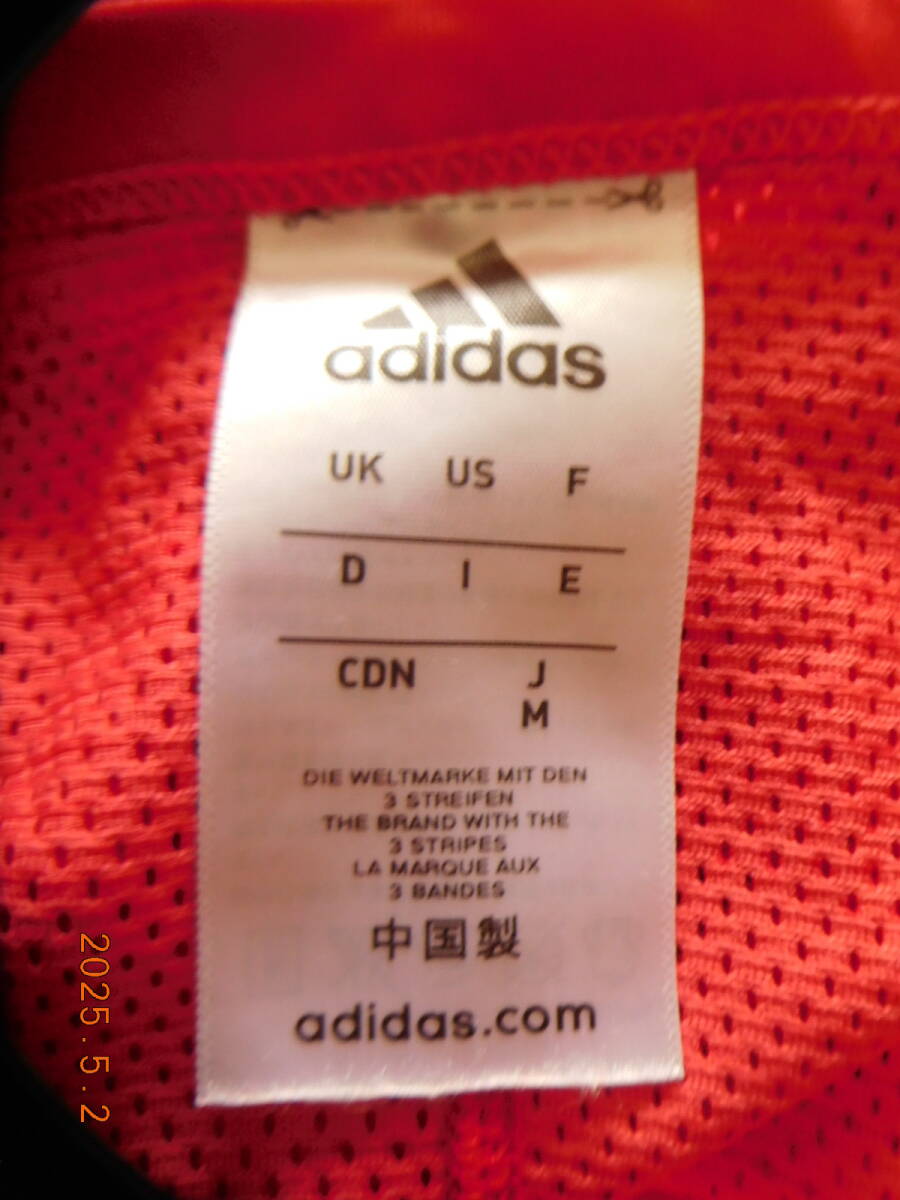 adidas
UK US F
D I E
CDN J
M
DIE WELTMARKE MIT DEN
3 STREIFEN
THE BRAND WITH THE
3 STRIPES
LA MARQUE AUX
3 BANDES
中国製
adidas.com
2025.5.2